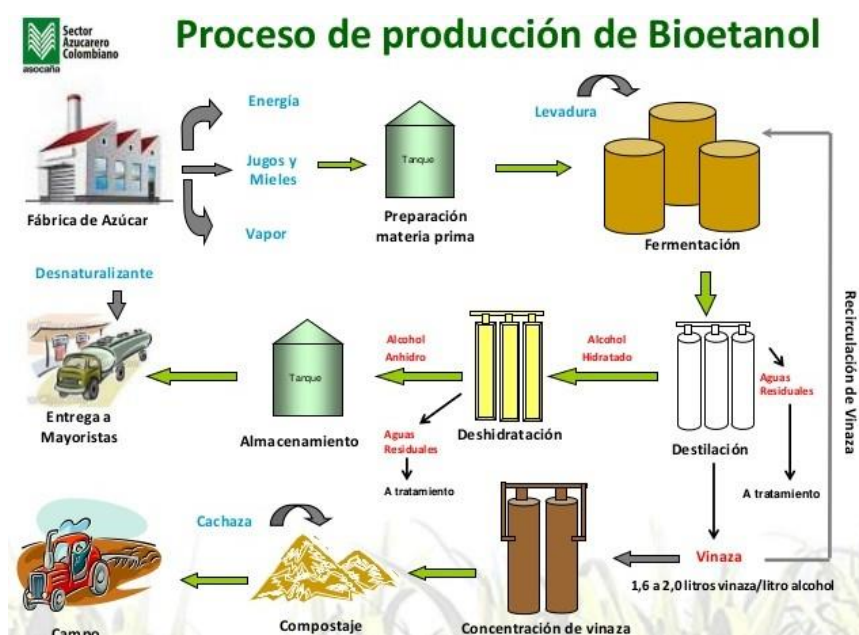 Sector
Azucarero
Colombiano
asocaña
Proceso de producción de Bioetanol
Energía
Jugos y
Mieles
Vapor
Fábrica de Azúcar
Tanque
Preparación
materia prima
Levadura
Fermentación
Recirculación de Vinaza
Desnaturalizante
Entrega a
Mayoristas
Tanque
Almacenamiento
Alcohol
Anhidro
Aguas
Residuales
A tratamiento
Deshidratación
Alcohol
Hidratado
Destilación
Aguas
Residuales
A tratamiento
Vinaza
1,6 a 2,0 litros vinaza/litro alcohol
Concentración de vinaza
Cachaza
Compostaje
Campo